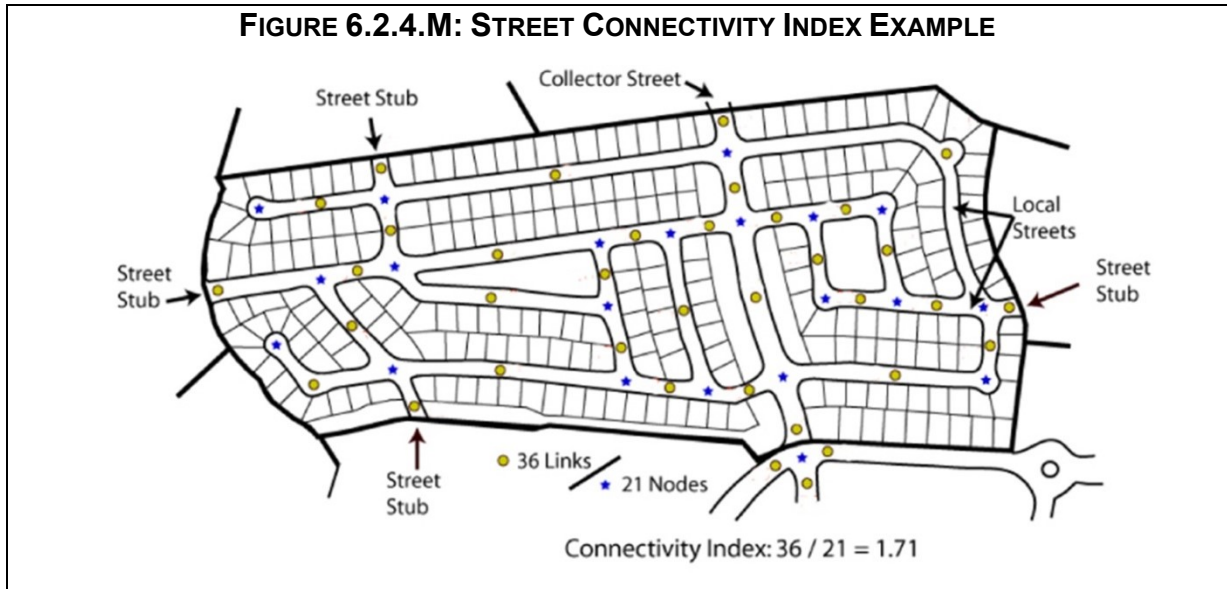 FIGURE 6.2.4.M: STREET CONNECTIVITY INDEX EXAMPLE
Collector Street
Street Stub
Local
Streets
Street
Stub
Street
Stub
Street
Stub
36 Links
21 Nodes
Connectivity Index: 36 / 21 = 1.71